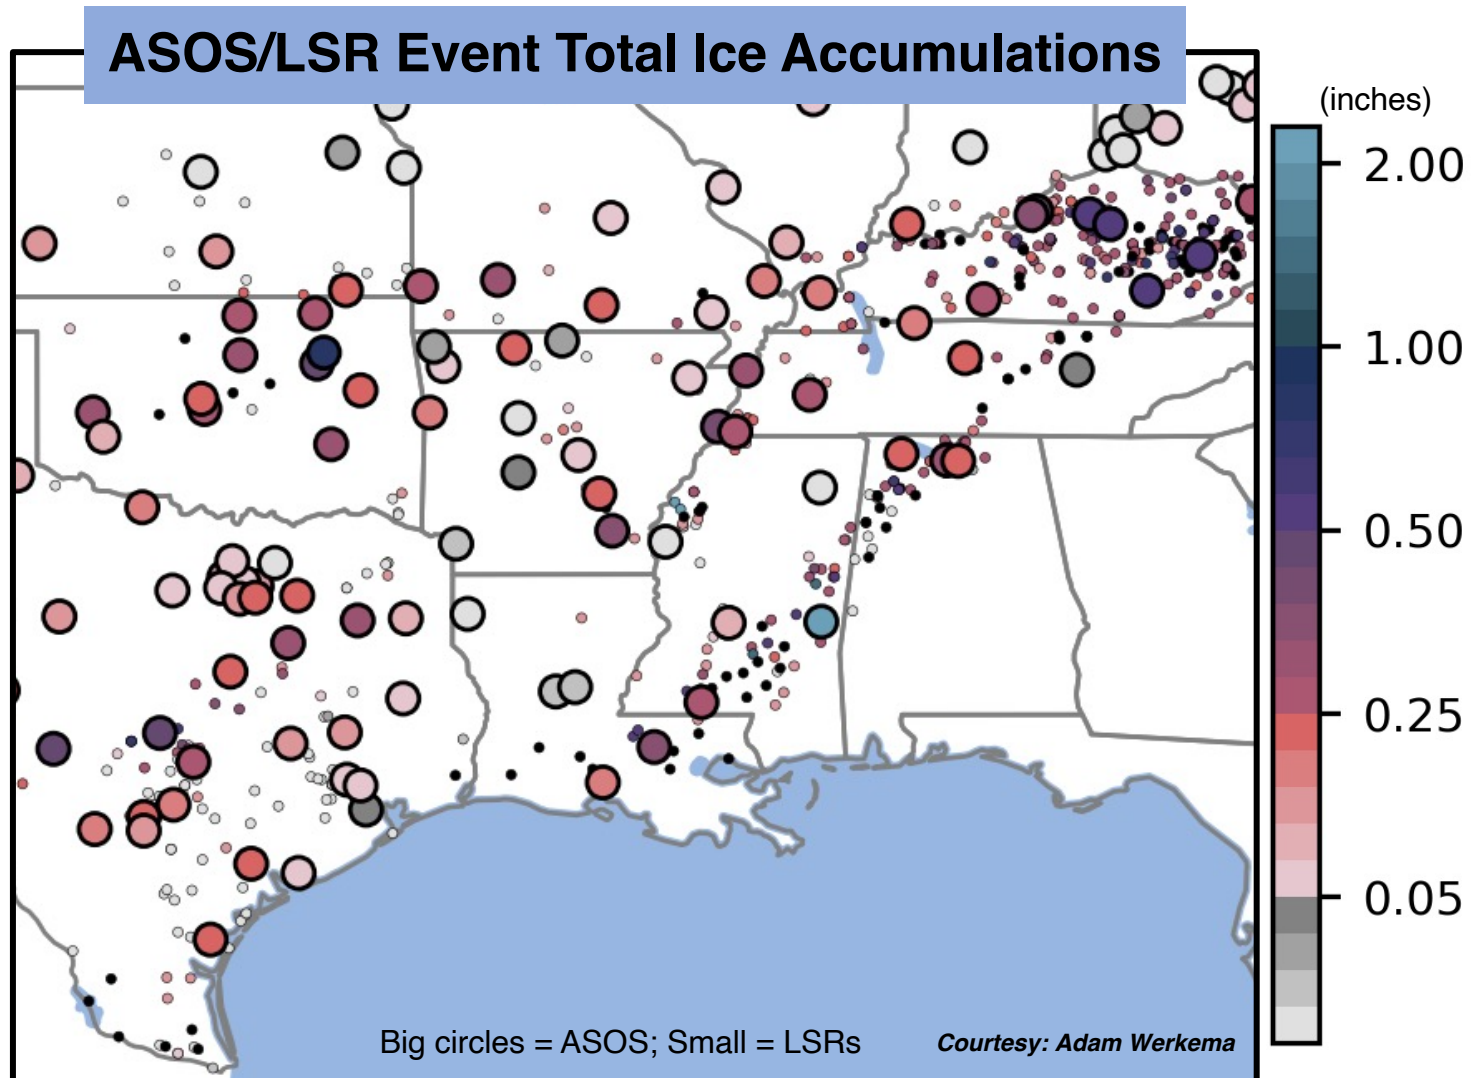 ASOS/LSR Event Total Ice Accumulations
(inches)
2.00
1.00
0.50
0.25
0.05
Big circles = ASOS; Small = LSRs
Courtesy: Adam Werkema